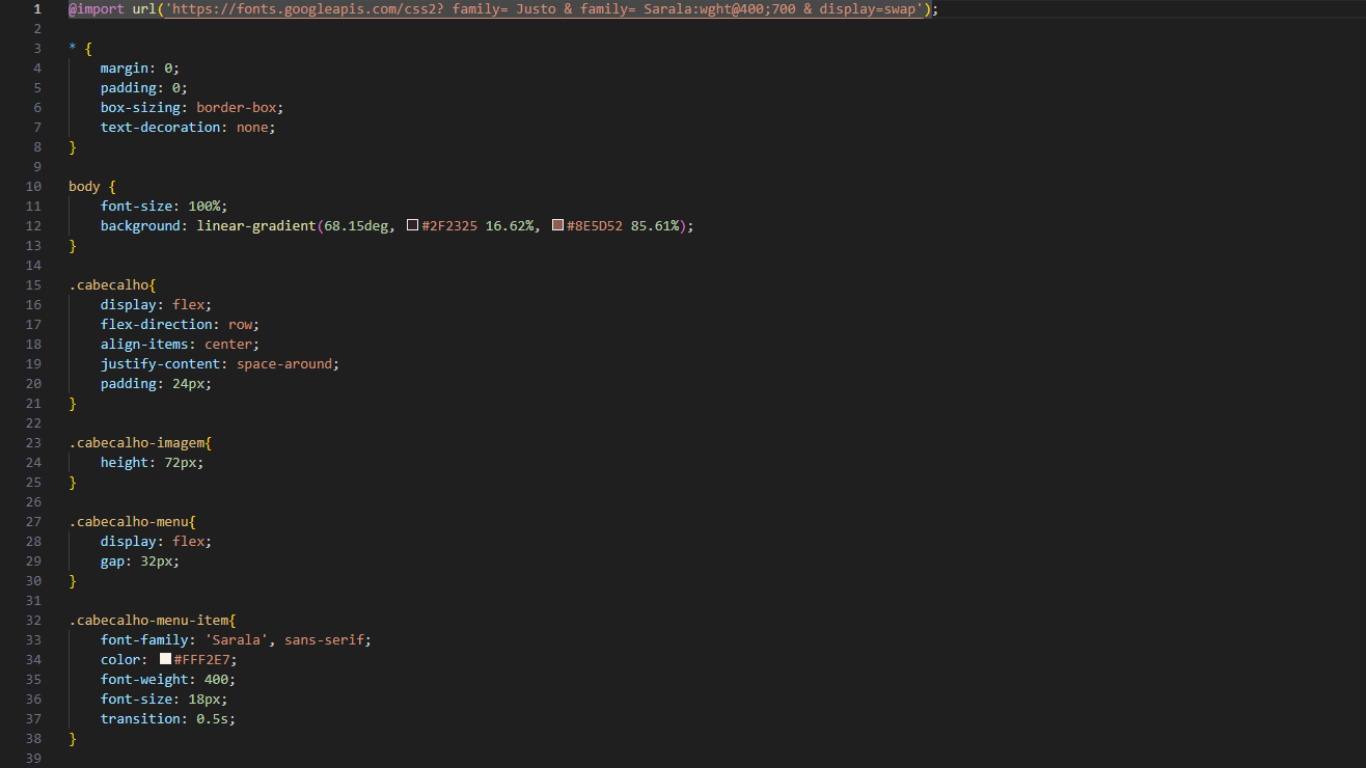 1 @import url('https://fonts.googleapis.com/css2? family= Justo & family= Sarala:wght@400;700 & display=swap');
2
3 * {
4     margin: 0;
5     padding: 0;
6     box-sizing: border-box;
7     text-decoration: none;
8 }
9
10 body {
11     font-size: 100%;
12     background: linear-gradient(68.15deg, #2F2325 16.62%, #8E5D52 85.61%);
13 }
14
15 .cabecalho{
16     display: flex;
17     flex-direction: row;
18     align-items: center;
19     justify-content: space-around;
20     padding: 24px;
21 }
22
23 .cabecalho-imagem{
24     height: 72px;
25 }
26
27 .cabecalho-menu{
28     display: flex;
29     gap: 32px;
30 }
31
32 .cabecalho-menu-item{
33     font-family: 'Sarala', sans-serif;
34     color: #FFF2E7;
35     font-weight: 400;
36     font-size: 18px;
37     transition: 0.5s;
38 }
39